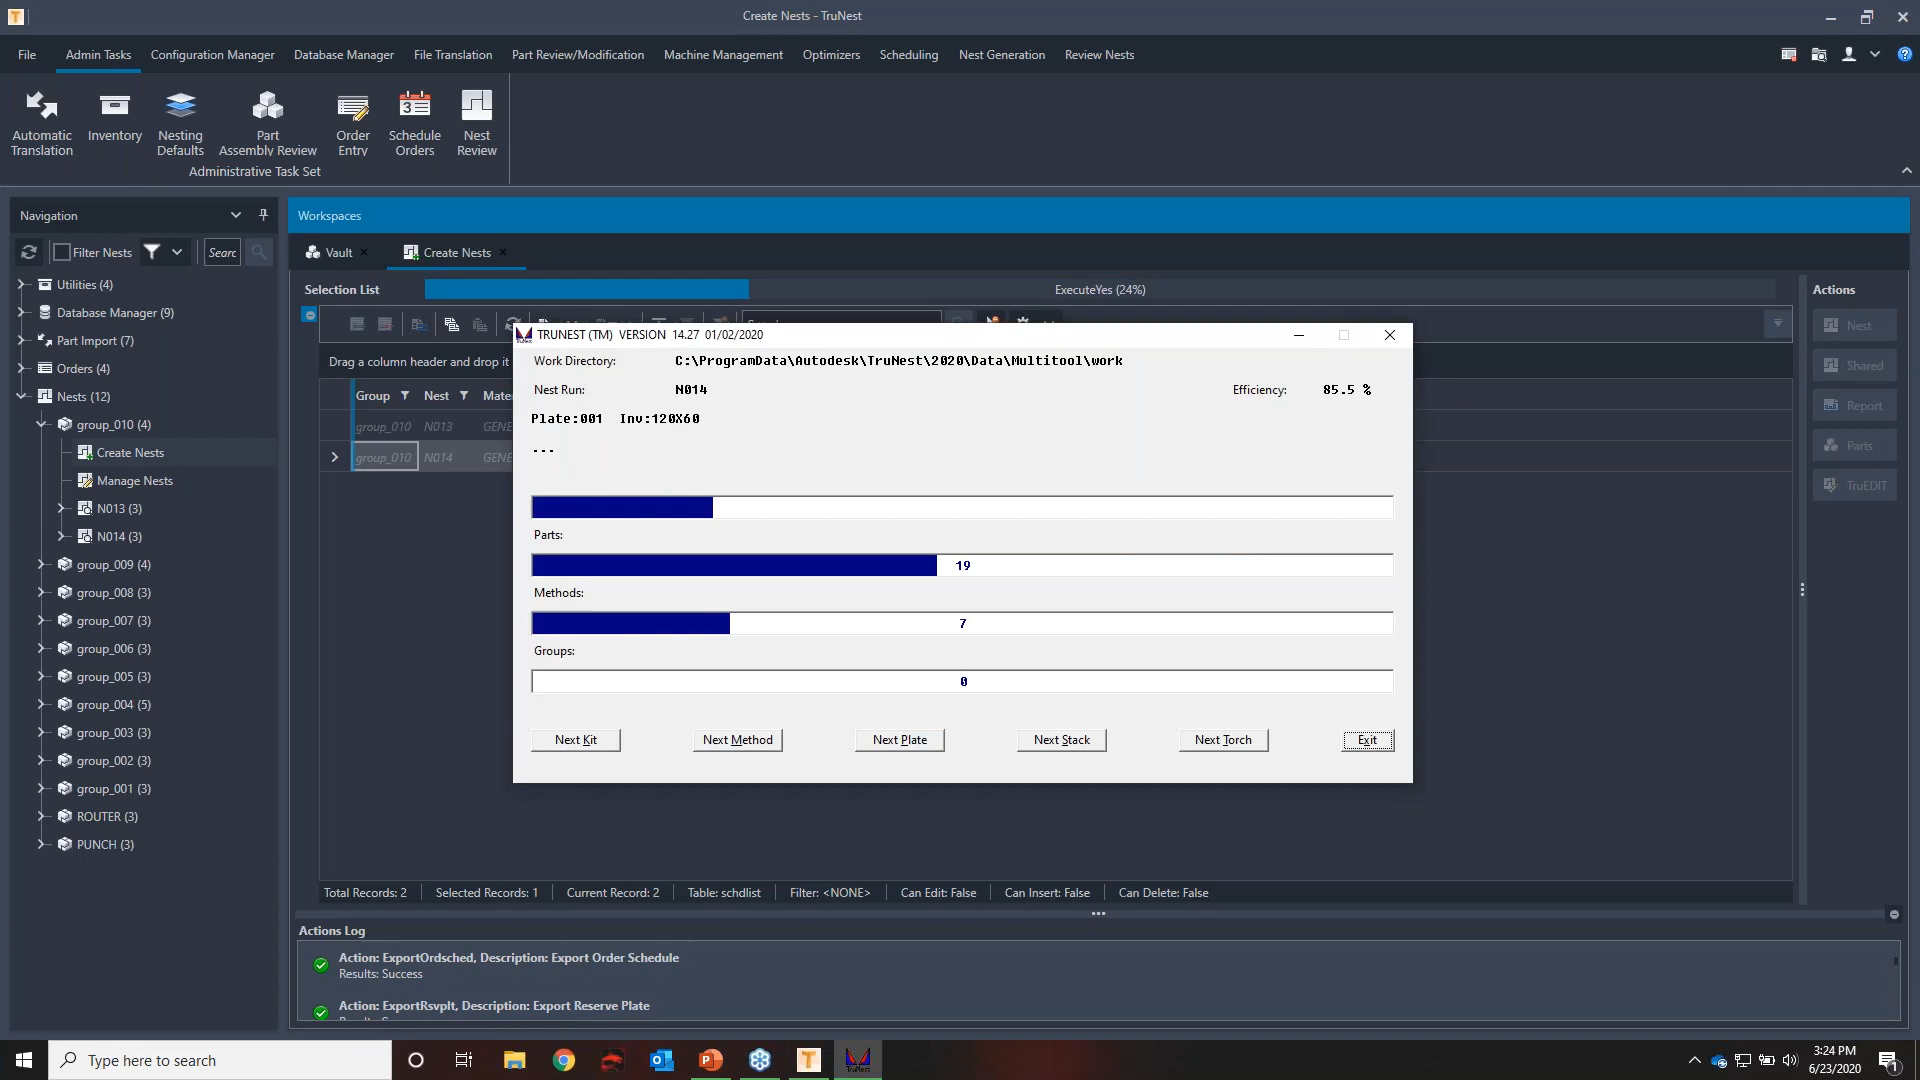 Create Nests - TruNest
File Admin Tasks Configuration Manager Database Manager File Translation Part Review/Modification Machine Management Optimizers Scheduling Nest Generation Review Nests
Automatic Translation
Inventory
Nesting Defaults
Part Assembly Review
Order Entry
Schedule Orders
Nest Review
Administrative Task Set
Navigation
Workspaces
Filter Nests
Searc
Vault
Create Nests
Utilities (4)
Database Manager (9)
Part Import (7)
Orders (4)
Nests (12)
group_010 (4)
Create Nests
Manage Nests
N013 (3)
N014 (3)
group_009 (4)
group_008 (3)
group_007 (3)
group_006 (3)
group_005 (3)
group_004 (5)
group_003 (3)
group_002 (3)
group_001 (3)
ROUTER (3)
PUNCH (3)
Selection List
ExecuteYes (24%)
Drag a column header and drop it
Group Nest Mate
group_010 N013 GENE
group_010 N014 GENE
TRUNEST (TM) VERSION 14.27 01/02/2020
Work Directory: C:\ProgramData\Autodesk\TruNest\2020\Data\Multitool\work
Nest Run: N014 Efficiency: 85.5 %
Plate:001 Inv:120X60
...
Parts:
19
Methods:
7
Groups:
0
Next Kit
Next Method
Next Plate
Next Stack
Next Torch
Exit
Actions
Nest
Shared
Report
Parts
TruEDIT
Total Records: 2 Selected Records: 1 Current Record: 2 Table: schdlist Filter: <NONE> Can Edit: False Can Insert: False Can Delete: False
Actions Log
Action: ExportOrdsched, Description: Export Order Schedule
Results: Success
Action: ExportRsvplt, Description: Export Reserve Plate
Type here to search
3:24 PM
6/23/2020